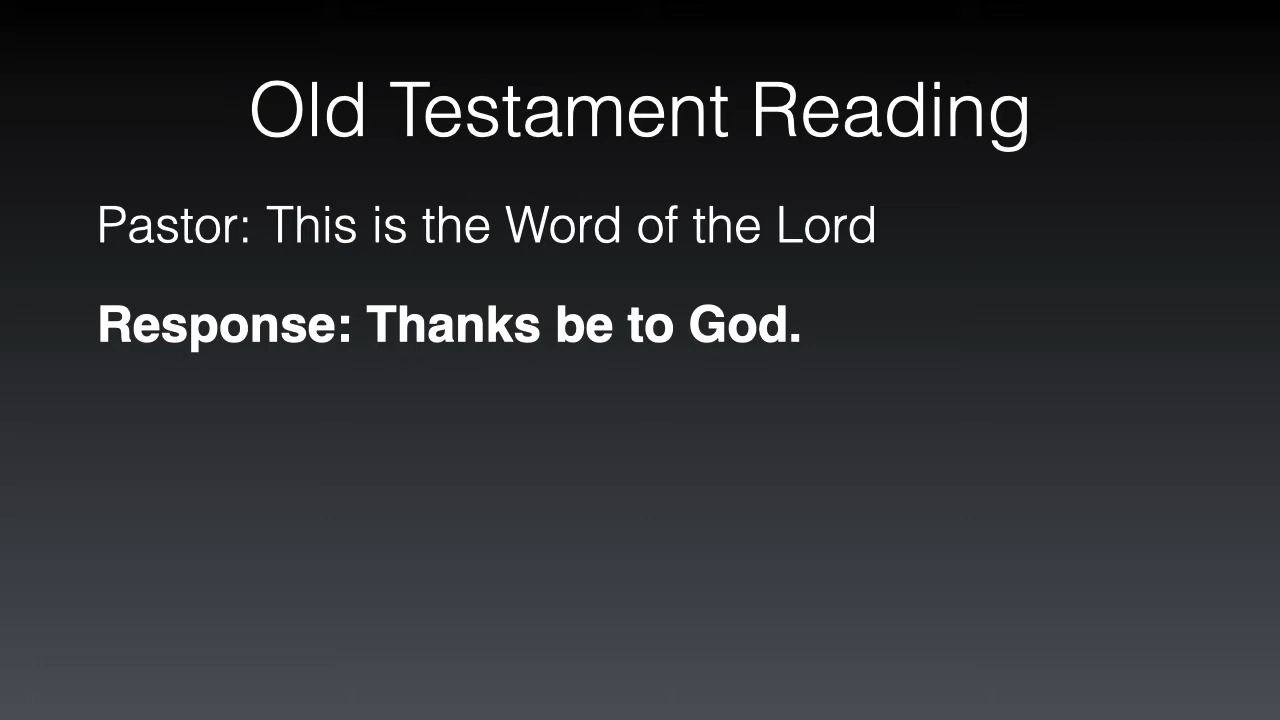 Old Testament Reading
Pastor: This is the Word of the Lord
Response: Thanks be to God.